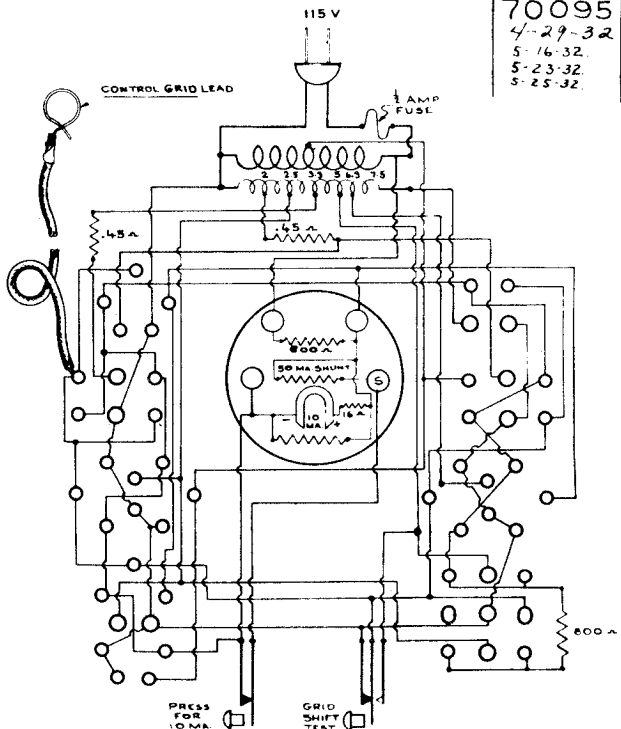 115 V
70095
4-29-32
5-16-32.
5-23-32.
5-25-32.
CONTROL GRID LEAD
½ AMP
FUSE
2 2.5 3.3 5 6.3 7.5
.45 Ω
.45 Ω
800 Ω
50 MA. SHUNT
S
16 Ω
- 10 +
MA
800 Ω
PRESS
FOR
10 MA.
GRID
SHIFT
TEST